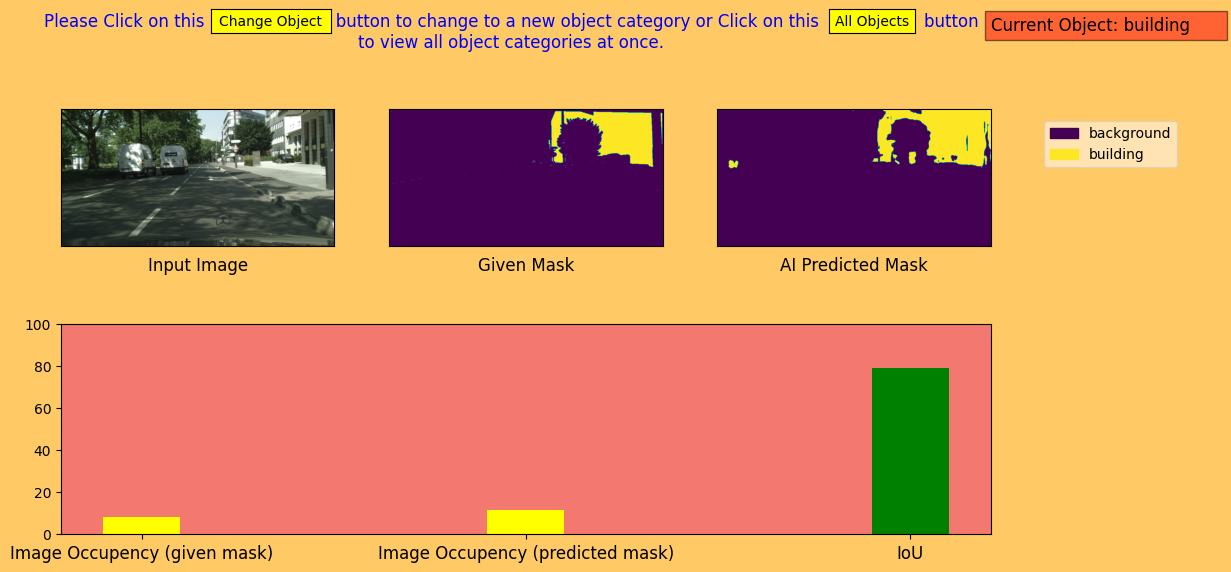 Please Click on this Change Object button to change to a new object category or Click on this All Objects button
to view all object categories at once.
Current Object: building
background
building
Input Image
Given Mask
AI Predicted Mask
100
80
60
40
20
0
Image Occupancy (given mask)
Image Occupancy (predicted mask)
IoU